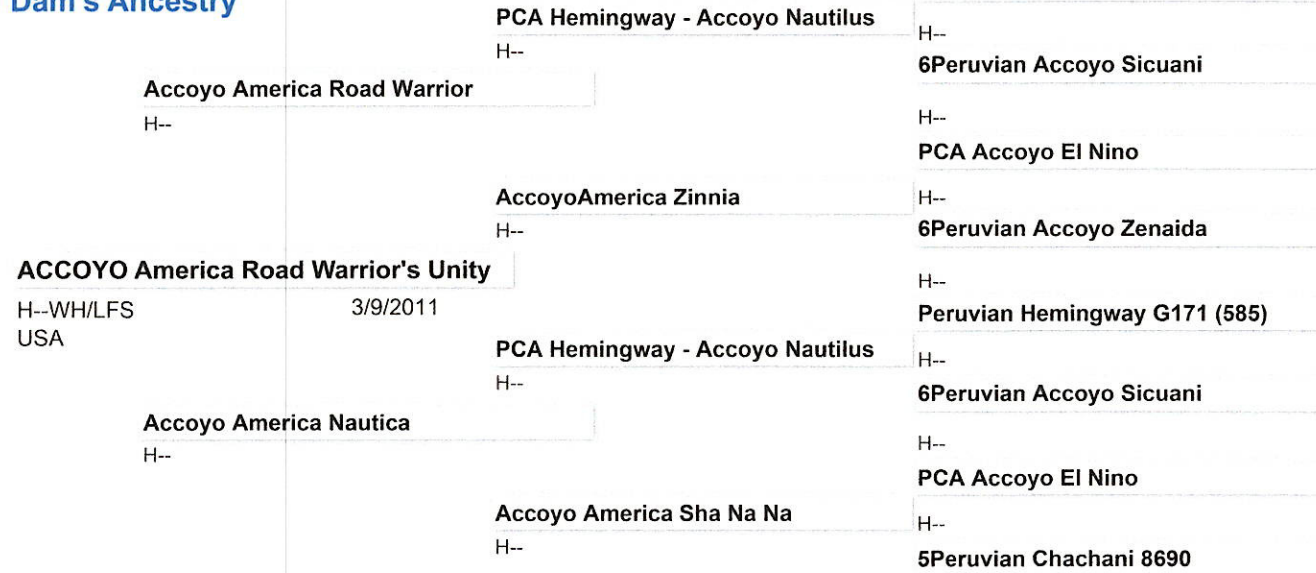 Dam's Ancestry
PCA Hemingway - Accoyo Nautilus
H--
H--
6Peruvian Accoyo Sicuani
Accoyo America Road Warrior
H--
H--
PCA Accoyo El Nino
AccoyoAmerica Zinnia
H--
H--
6Peruvian Accoyo Zenaida
ACCOYO America Road Warrior's Unity
H--
H--WH/LFS 3/9/2011
USA
Peruvian Hemingway G171 (585)
PCA Hemingway - Accoyo Nautilus
H--
H--
6Peruvian Accoyo Sicuani
Accoyo America Nautica
H--
H--
PCA Accoyo El Nino
Accoyo America Sha Na Na
H--
H--
5Peruvian Chachani 8690